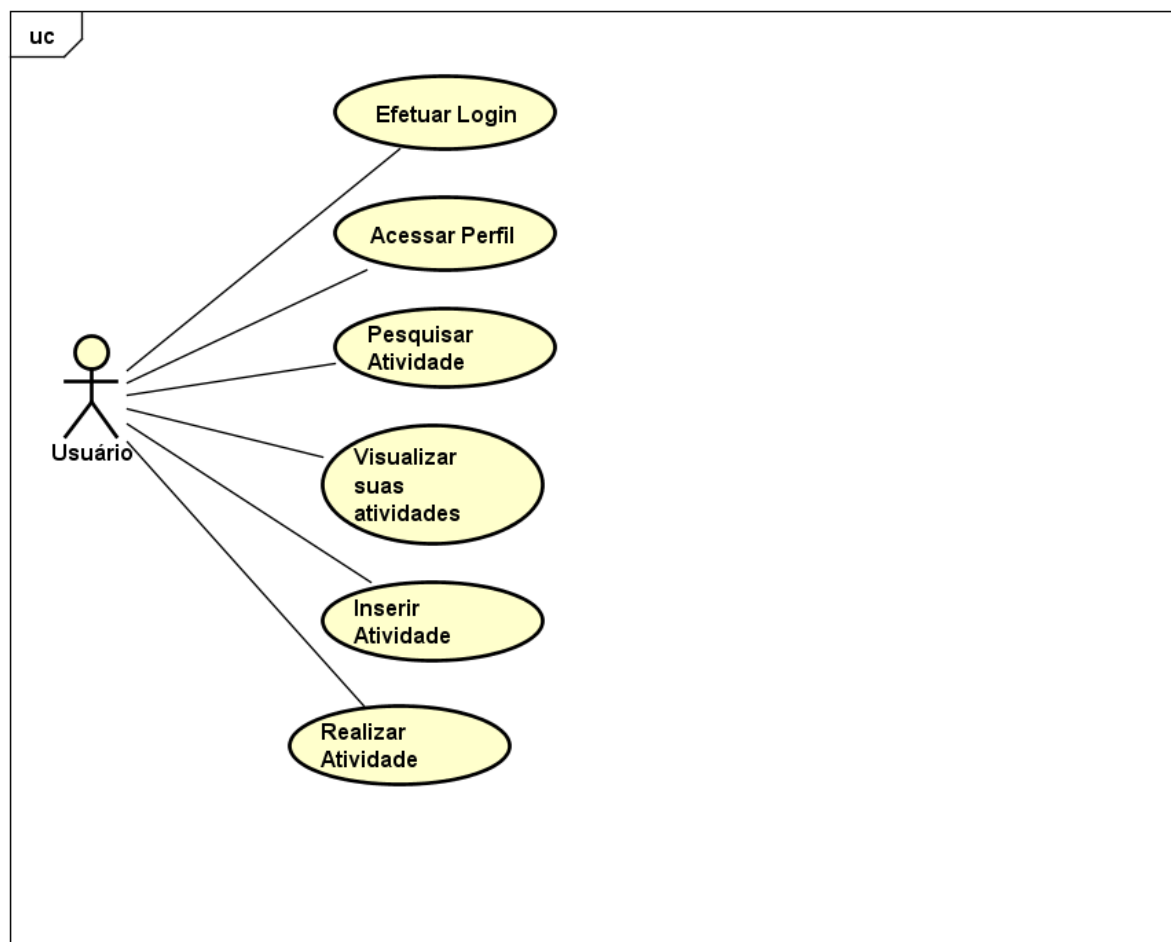 uc
Efetuar Login
Acessar Perfil
Pesquisar
Atividade
Usuário
Visualizar
suas
atividades
Inserir
Atividade
Realizar
Atividade